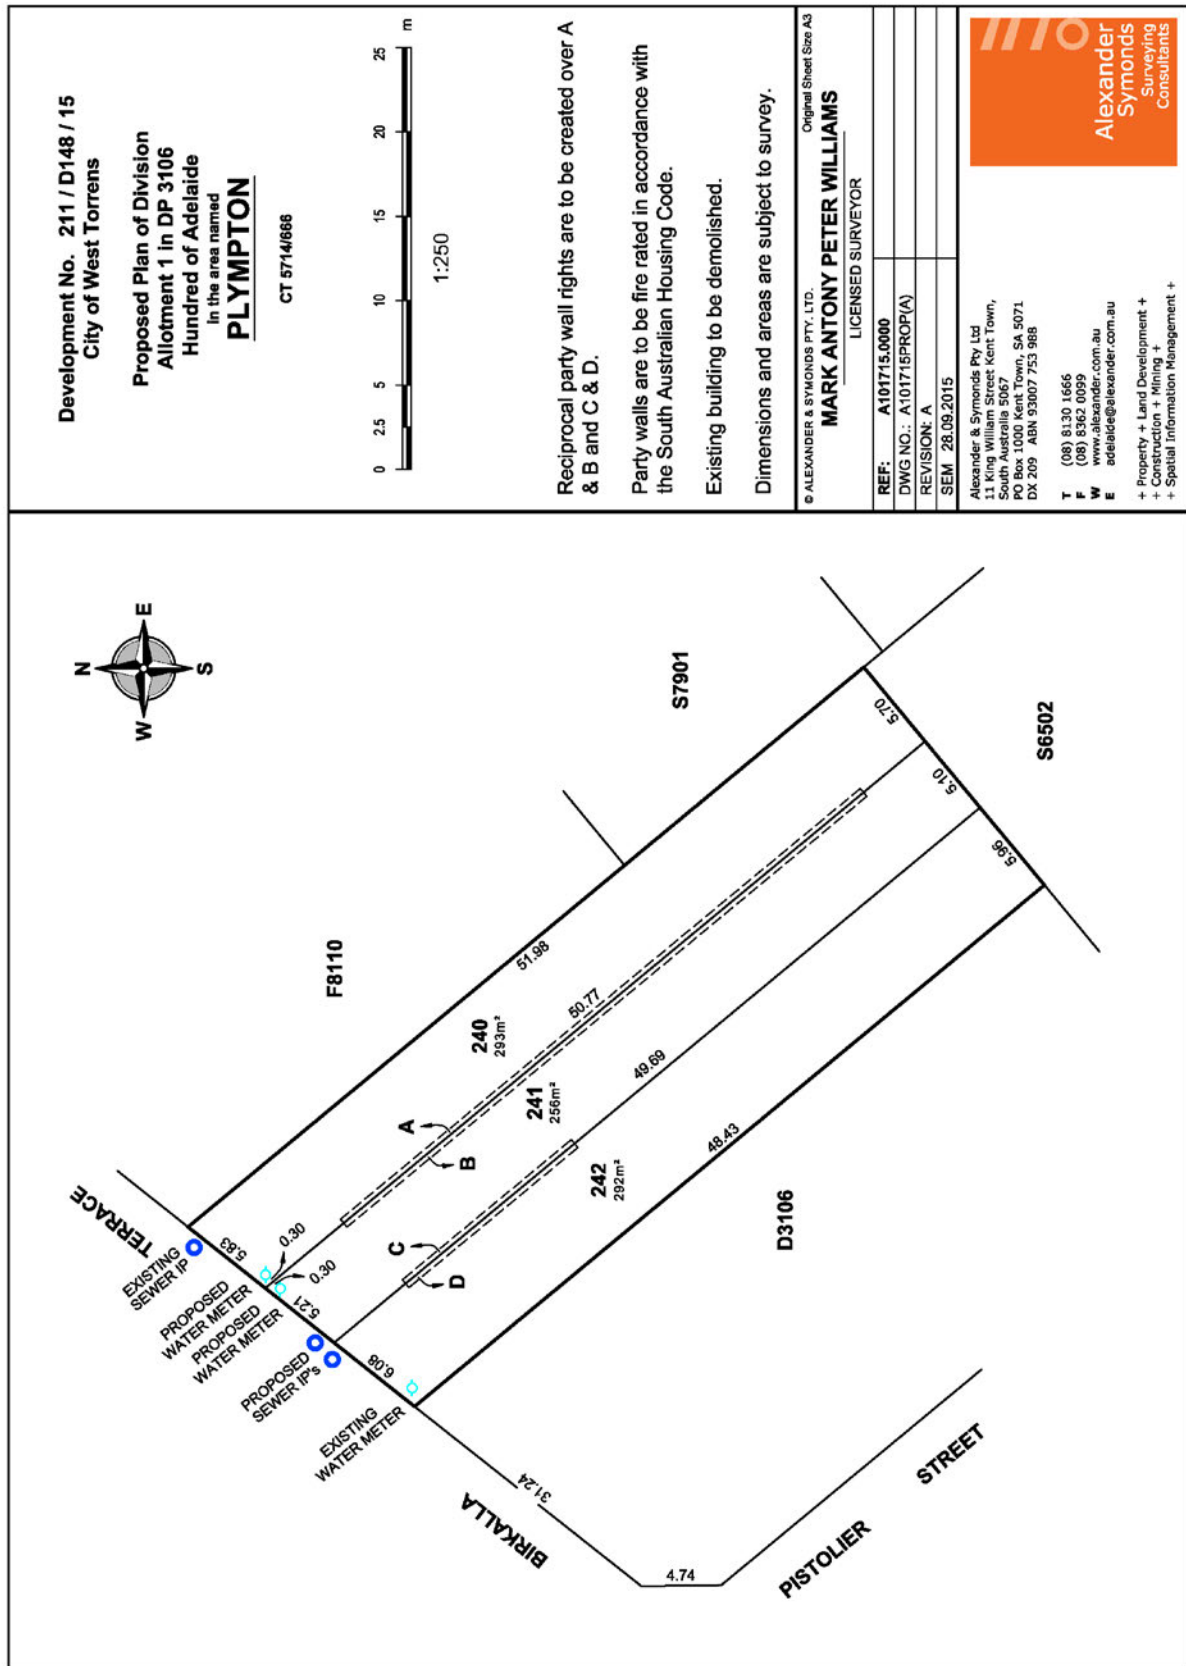 Development No. 211 / D148 / 15
City of West Torrens
Proposed Plan of Division
Allotment 1 in DP 3106
Hundred of Adelaide
in the area named
PLYMPTON
CT 5714/666
0 2.5 5 10 15 20 25 m
1:250
Reciprocal party wall rights are to be created over A
& B and C & D.
Party walls are to be fire rated in accordance with
the South Australian Housing Code.
Existing building to be demolished.
Dimensions and areas are subject to survey.
© ALEXANDER & SYMONDS PTY. LTD.
Original Sheet Size A3
MARK ANTONY PETER WILLIAMS
LICENSED SURVEYOR
REF: A101715.0000
DWG NO.: A101715PROP(A)
REVISION: A
SEM 28.09.2015
Alexander & Symonds Pty Ltd
11 King William Street Kent Town,
South Australia 5067
PO Box 1000 Kent Town, SA 5071
DX 209 ABN 93007 753 988
T (08) 8130 1666
F (08) 8362 0099
W www.alexander.com.au
E adelaide@alexander.com.au
+ Property + Land Development +
+ Construction + Mining +
+ Spatial Information Management +
Alexander
Symonds
Surveying
Consultants
N
E
S
W
S7901
S6502
F8110
D3106
TERRACE
BIRKALLA
PISTOLIER
STREET
EXISTING
SEWER IP
PROPOSED
WATER METER
PROPOSED
WATER METER
PROPOSED
SEWER IP's
EXISTING
WATER METER
5.83
0.30
0.30
5.21
6.08
31.24
4.74
51.98
50.77
49.69
48.43
5.70
5.10
5.96
240
293m²
241
256m²
242
292m²
A
B
C
D